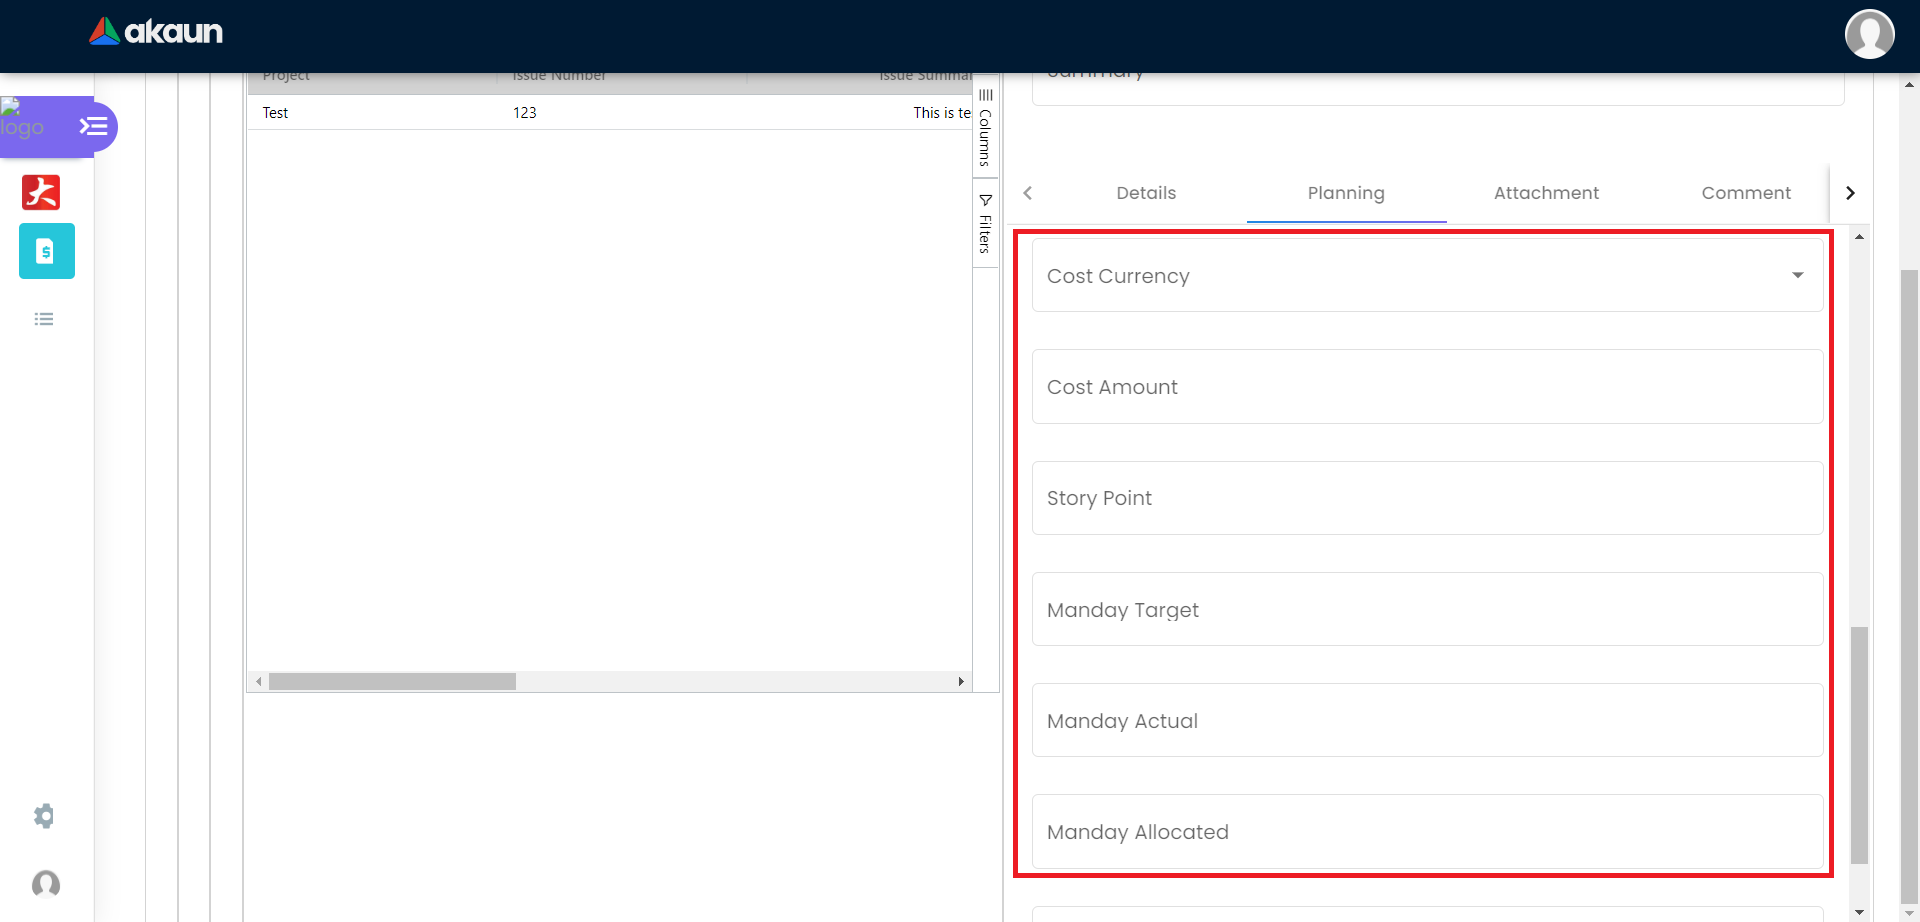 akaun
logo
Project
Issue Number
Issue Summar
Test
123
This is te
Columns
Filters
Summary
Details
Planning
Attachment
Comment
Cost Currency
Cost Amount
Story Point
Manday Target
Manday Actual
Manday Allocated